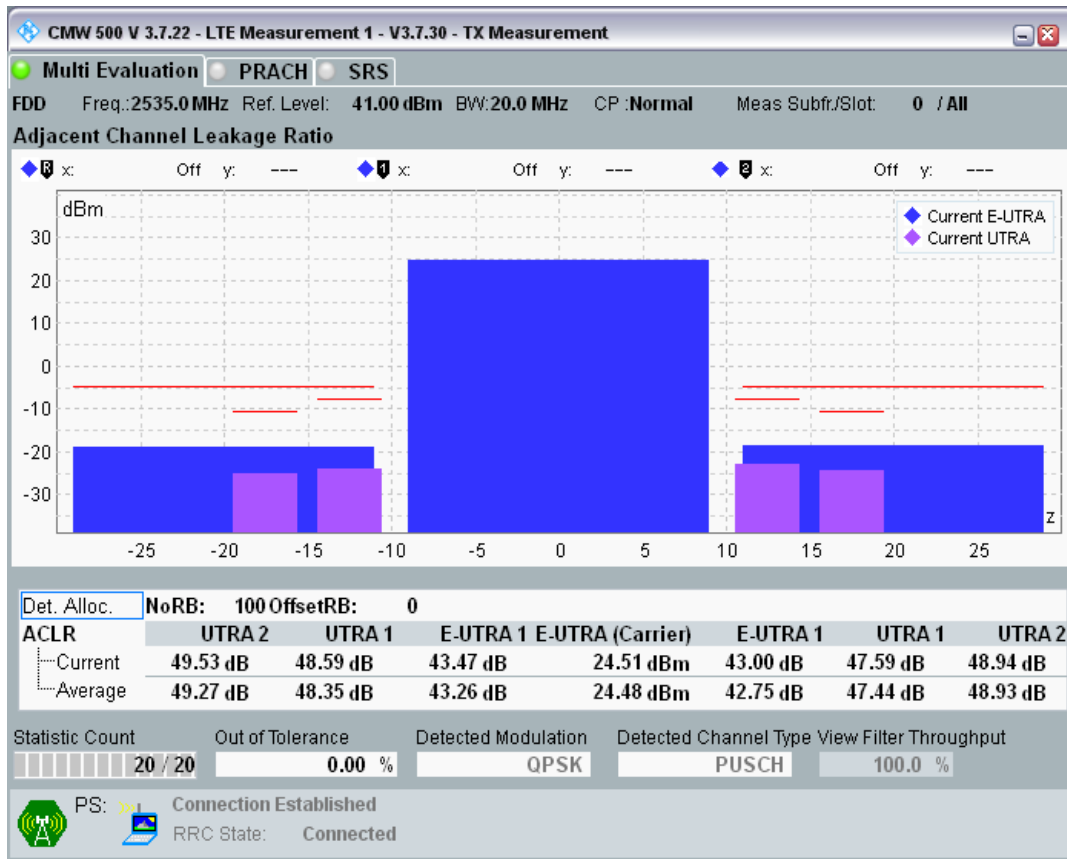 CMW 500 V 3.7.22 - LTE Measurement 1 - V3.7.30 - TX Measurement
Multi Evaluation PRACH SRS
FDD Freq.:2535.0 MHz Ref. Level: 41.00 dBm BW:20.0 MHz CP :Normal Meas Subfr./Slot: 0 / All
Adjacent Channel Leakage Ratio
R x: Off y: --- 1 x: Off y: --- 2 x: Off y: ---
dBm
Current E-UTRA
Current UTRA
30
20
10
0
-10
-20
-30
z
-25 -20 -15 -10 -5 0 5 10 15 20 25
Det. Alloc. NoRB: 100 OffsetRB: 0
ACLR UTRA 2 UTRA 1 E-UTRA 1 E-UTRA (Carrier) E-UTRA 1 UTRA 1 UTRA 2
Current 49.53 dB 48.59 dB 43.47 dB 24.51 dBm 43.00 dB 47.59 dB 48.94 dB
Average 49.27 dB 48.35 dB 43.26 dB 24.48 dBm 42.75 dB 47.44 dB 48.93 dB
Statistic Count Out of Tolerance Detected Modulation Detected Channel Type View Filter Throughput
20 / 20 0.00 % QPSK PUSCH 100.0 %
PS: Connection Established
RRC State: Connected